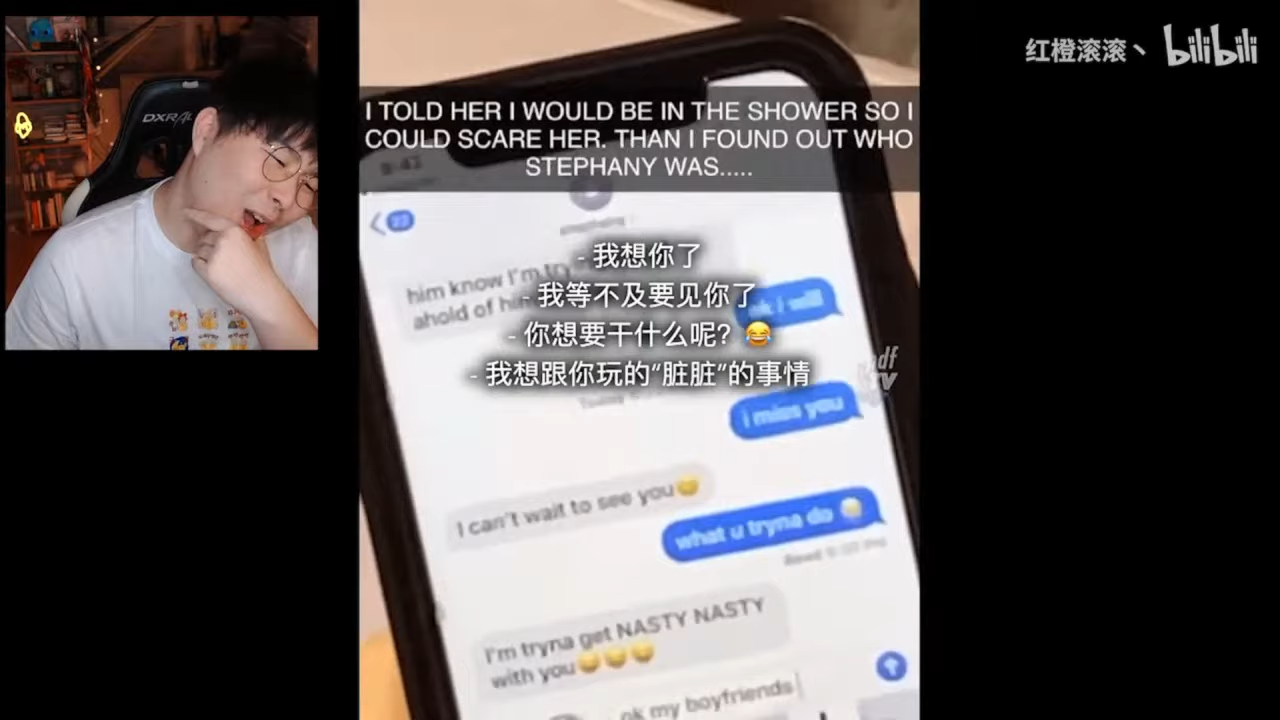 红橙滚滚丶 bilibili
DXRA
I TOLD HER I WOULD BE IN THE SHOWER SO I
COULD SCARE HER. THAN I FOUND OUT WHO
STEPHANY WAS.....
23
- 我想你了
him know I'm try
- 我等不及要见你了
ahold of
ok i will
- 你想要干什么呢？😂
- 我想跟你玩的“脏脏”的事情
i miss you
I can't wait to see you
what u tryna do
I'm tryna get NASTY NASTY
with you
ok my boyfriends